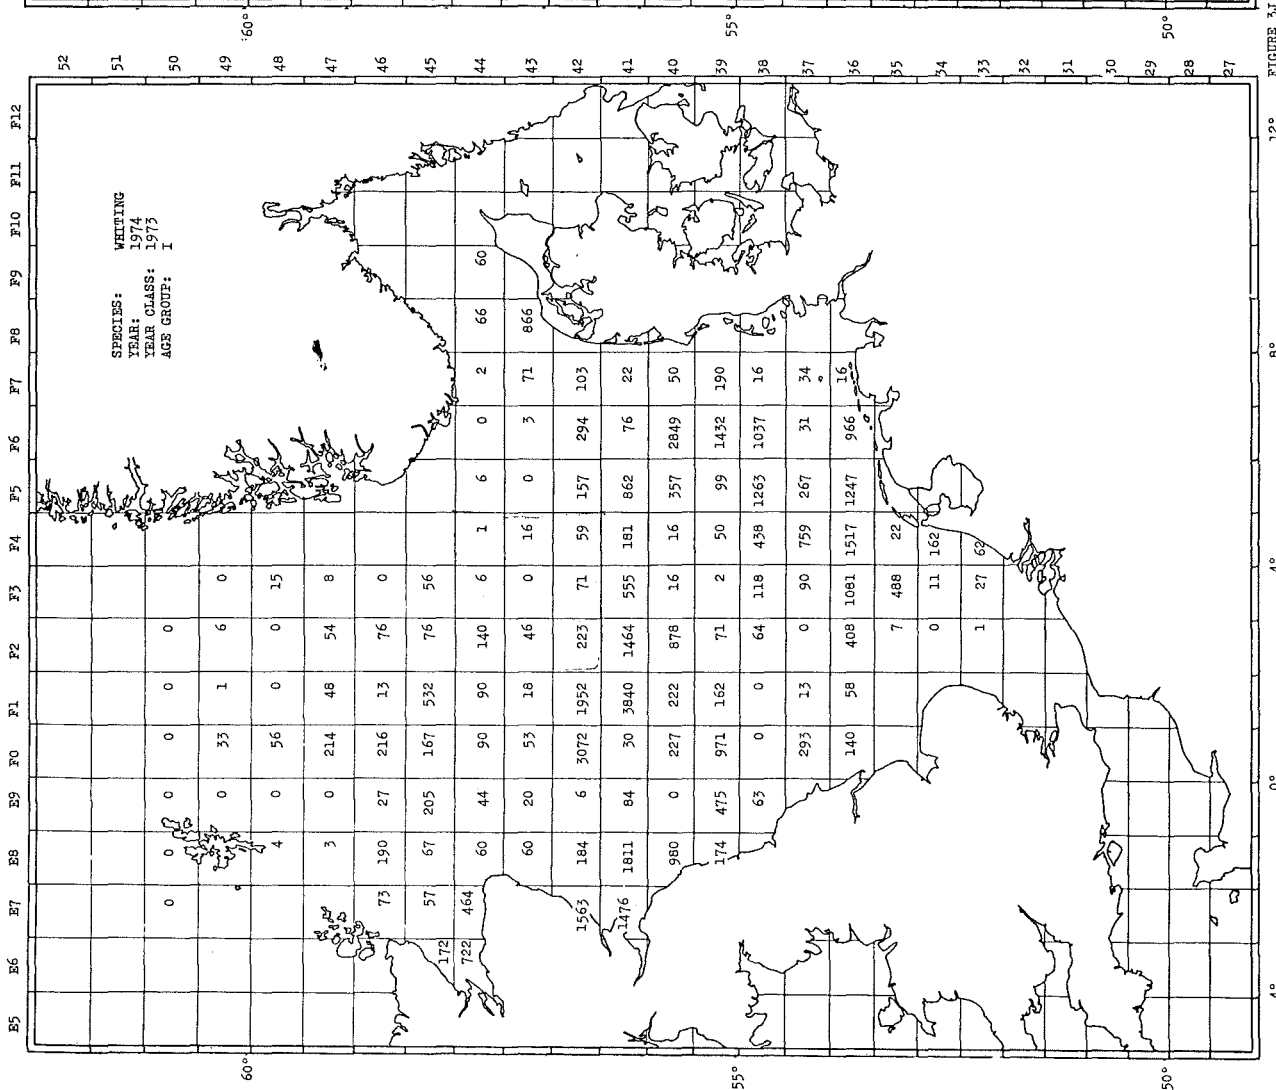 E5 E6 E7 E8 E9 F0 F1 F2 F3 F4 F5 F6 F7 F8 F9 F10 F11 F12
SPECIES: WHITING
YEAR: 1974
YEAR CLASS: 1973
AGE GROUP: I
52
51
0 0 0 0 0 0 50
0 33 1 6 0 49
4 0 56 0 0 15 48
60° 3 0 214 48 54 8 47 60°
73 190 27 216 13 76 0 46
172 57 67 205 167 532 76 56 45
722 464 60 44 90 90 140 6 1 6 0 2 66 60 44
60 20 53 18 46 0 16 0 3 71 866 43
1563 184 6 3072 1952 223 71 59 157 294 103 42
1476 1811 84 30 3840 1464 555 181 862 76 22 41
980 0 227 222 878 16 16 357 2849 50 40
55° 174 475 971 162 71 2 50 99 1432 190 39 55°
63 0 0 64 118 438 1263 1037 16 38
293 13 0 90 759 267 31 34 37
140 58 408 1081 1517 1247 966 16 36
7 488 22 35
0 11 162 34
1 27 62 33
32
31
50° 30 50°
29
28
27
4° 0° 4° 8° 12°
FIGURE 3J